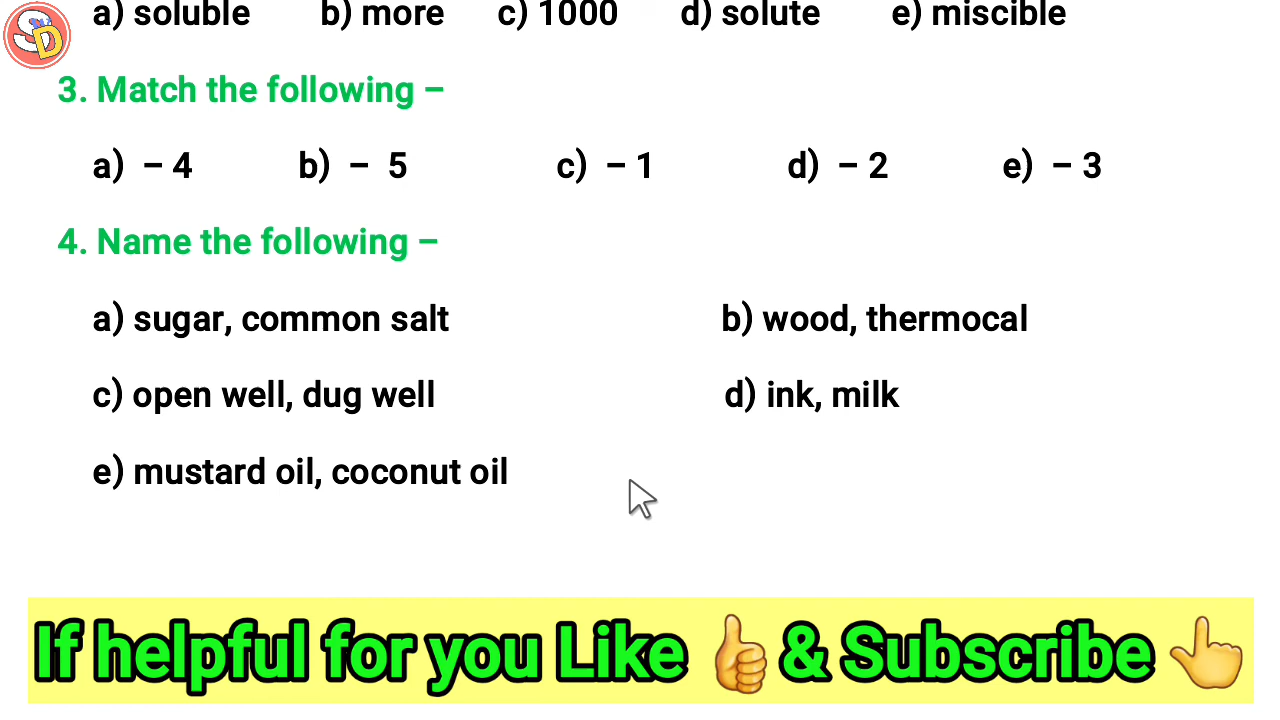 a) soluble b) more c) 1000 d) solute e) miscible
3. Match the following –
a) – 4 b) – 5 c) – 1 d) – 2 e) – 3
4. Name the following –
a) sugar, common salt b) wood, thermocal
c) open well, dug well d) ink, milk
e) mustard oil, coconut oil
If helpful for you Like 👍 & Subscribe 👆
SD